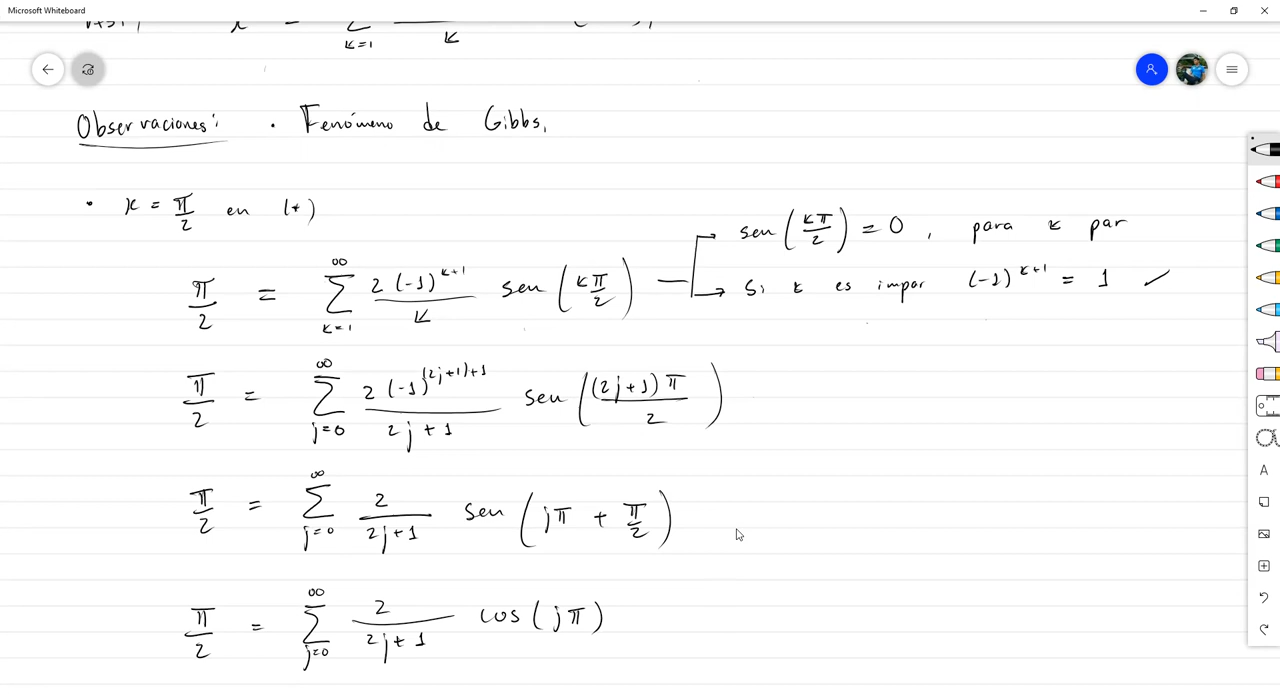 Microsoft Whiteboard
x = Σ k=1 k
Observaciones: • Fenómeno de Gibbs.
• x = π/2 en (*)
π/2 = ∑_{k=1}^{∞} 2(-1)^{k+1}/k sen(kπ/2) → sen(kπ/2) = 0, para k par
→ Si k es impar (-1)^{k+1} = 1 ✓
π/2 = ∑_{j=0}^{∞} 2(-1)^{(2j+1)+1}/(2j+1) sen((2j+1)π/2)
π/2 = ∑_{j=0}^{∞} 2/(2j+1) sen(jπ + π/2)
π/2 = ∑_{j=0}^{∞} 2/(2j+1) cos(jπ)
A